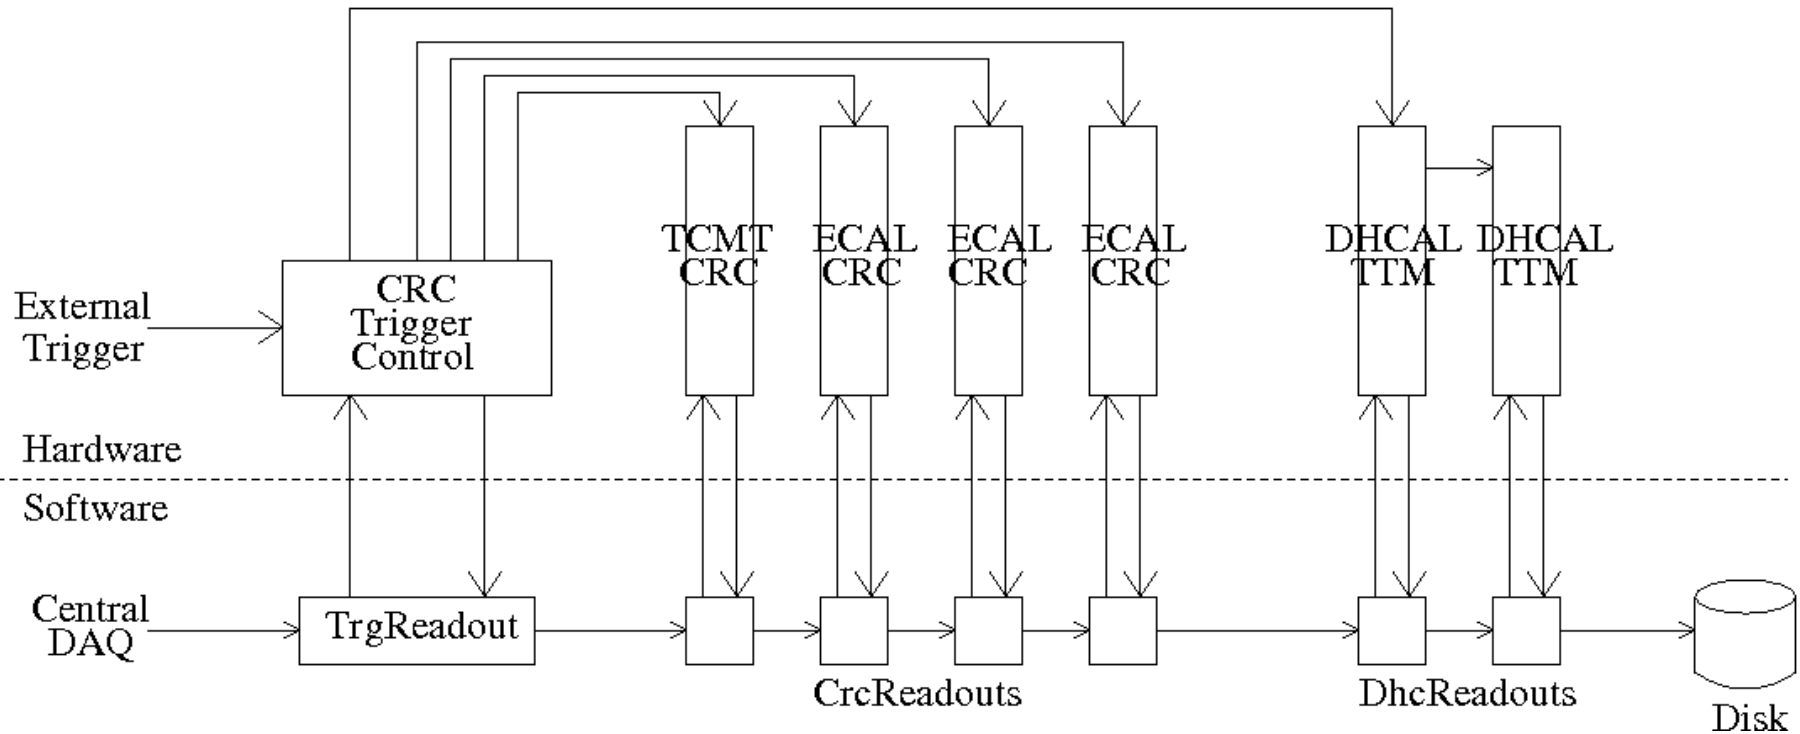 TCMT
CRC
ECAL
CRC
ECAL
CRC
ECAL
CRC
DHCAL
TTM
DHCAL
TTM
CRC
Trigger
Control
External
Trigger
Hardware
Software
Central
DAQ
TrgReadout
CrcReadouts
DhcReadouts
Disk